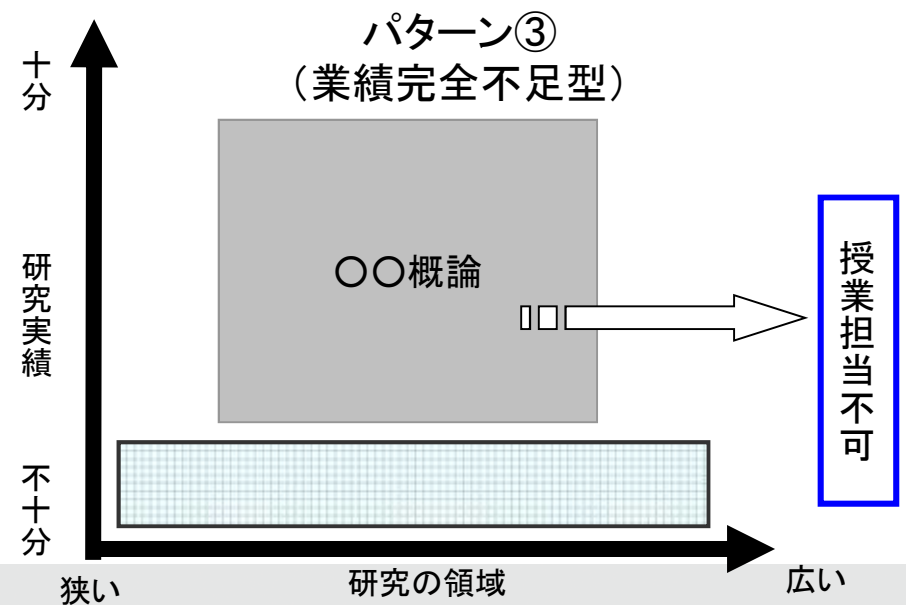 パターン③
（業績完全不足型）
十分
研究実績
不十分
〇〇概論
授業担当不可
狭い
研究の領域
広い